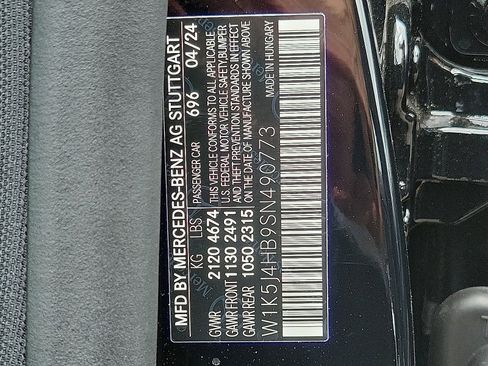 MFD BY MERCEDES-BENZ AG STUTTGART
PASSENGER CAR 696 04/24
KG LBS
GVWR 2120 4674
GAWR FRONT 1130 2491
GAWR REAR 1050 2315
THIS VEHICLE CONFORMS TO ALL APPLICABLE
U.S. FEDERAL MOTOR VEHICLE SAFETY, BUMPER
AND THEFT PREVENTION STANDARDS IN EFFECT
ON THE DATE OF MANUFACTURE SHOWN ABOVE.
MADE IN HUNGARY
W1K5J4HB9SN490773